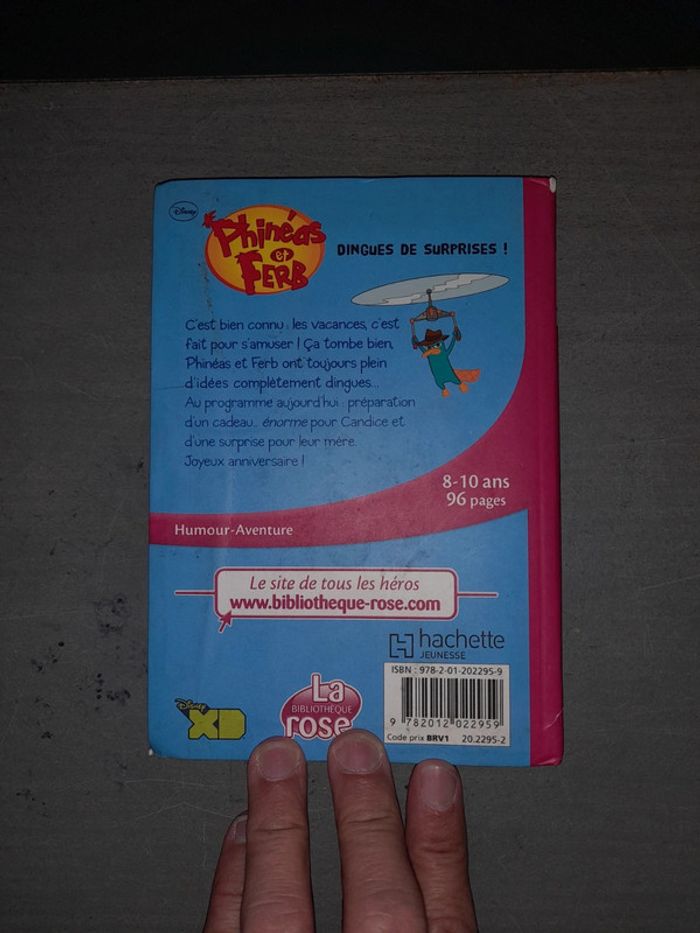 Disney
Phinéas
et
Ferb
DINGUES DE SURPRISES !
C'est bien connu : les vacances, c'est
fait pour s'amuser ! Ça tombe bien,
Phinéas et Ferb ont toujours plein
d'idées complètement dingues...
Au programme aujourd'hui : préparation
d'un cadeau... énorme pour Candice et
d'une surprise pour leur mère.
Joyeux anniversaire !
8-10 ans
96 pages
Humour-Aventure
Le site de tous les héros
www.bibliotheque-rose.com
hachette
JEUNESSE
ISBN : 978-2-01-202295-9
9 782012 022959
Code prix BRV1 20.2295-2
Disney
XD
La
BIBLIOTHÈQUE
rose